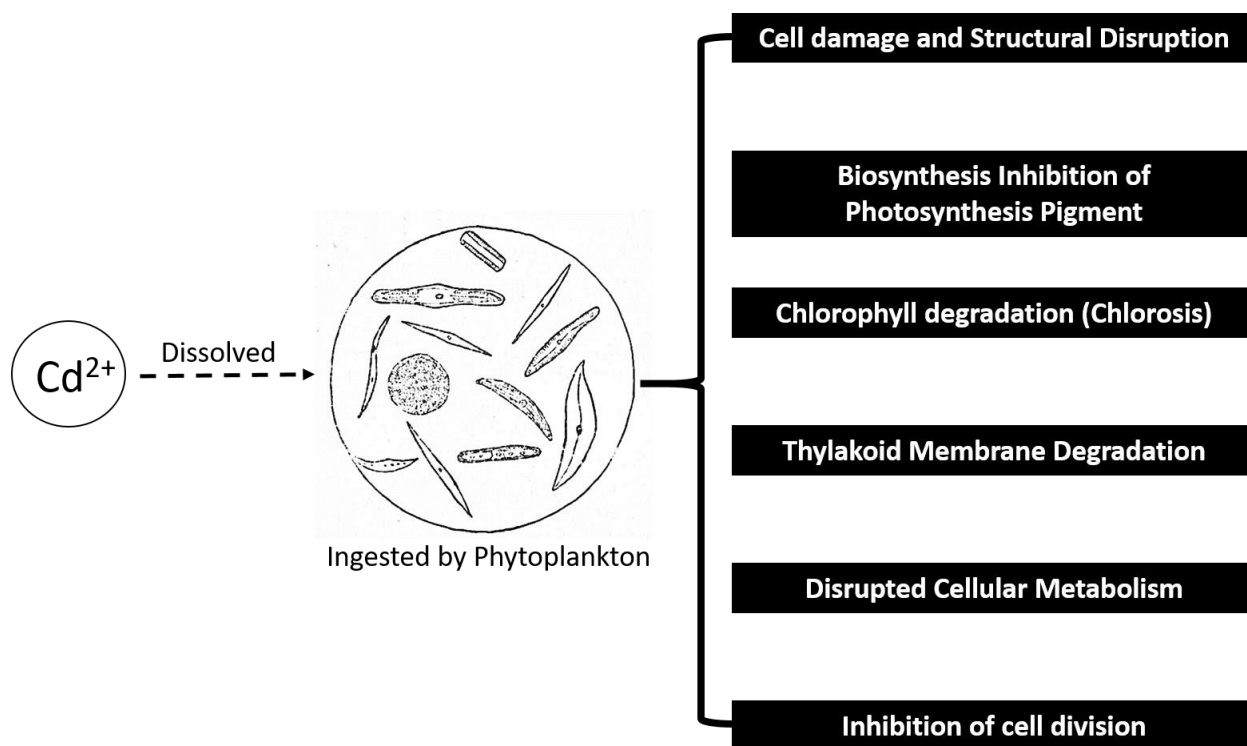 Cd²⁺
Dissolved
Ingested by Phytoplankton
Cell damage and Structural Disruption
Biosynthesis Inhibition of
Photosynthesis Pigment
Chlorophyll degradation (Chlorosis)
Thylakoid Membrane Degradation
Disrupted Cellular Metabolism
Inhibition of cell division